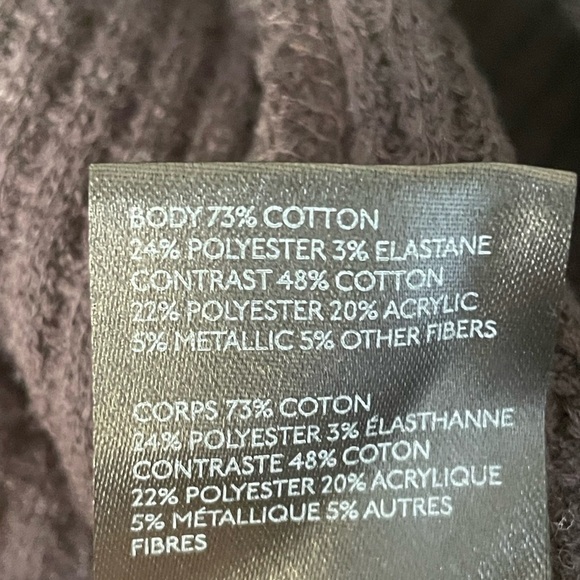 BODY 73% COTTON
24% POLYESTER 3% ELASTANE
CONTRAST 48% COTTON
22% POLYESTER 20% ACRYLIC
5% METALLIC 5% OTHER FIBERS
CORPS 73% COTON
24% POLYESTER 3% ÉLASTHANNE
CONTRASTE 48% COTON
22% POLYESTER 20% ACRYLIQUE
5% MÉTALLIQUE 5% AUTRES
FIBRES